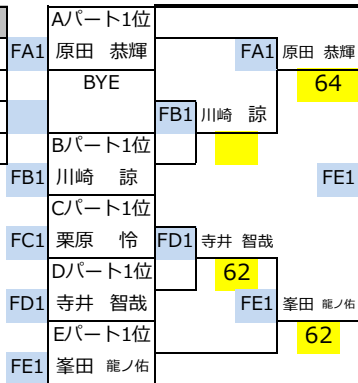 Aパート1位
FA1 原田 恭輝 FA1 原田 恭輝
BYE 64
FB1 川崎 諒
Bパート1位
FB1 川崎 諒 FE1
Cパート1位
FC1 栗原 怜 FD1 寺井 智哉
Dパート1位 62
FD1 寺井 智哉 FE1 峯田 龍ノ佑
Eパート1位 62
FE1 峯田 龍ノ佑